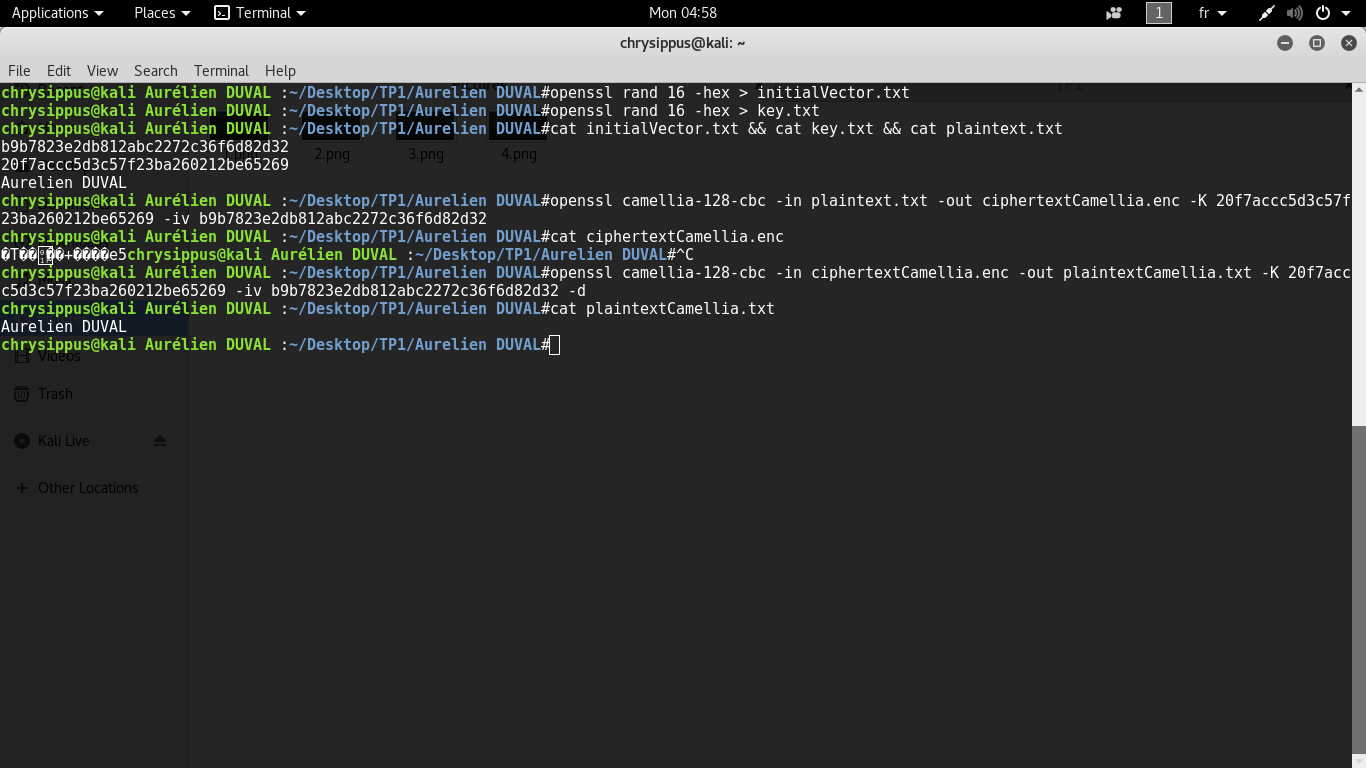 Applications Places Terminal Mon 04:58 1 fr
chrysippus@kali: ~
File Edit View Search Terminal Help
chrysippus@kali Aurélien DUVAL :~/Desktop/TP1/Aurelien DUVAL#openssl rand 16 -hex > initialVector.txt
chrysippus@kali Aurélien DUVAL :~/Desktop/TP1/Aurelien DUVAL#openssl rand 16 -hex > key.txt
chrysippus@kali Aurélien DUVAL :~/Desktop/TP1/Aurelien DUVAL#cat initialVector.txt && cat key.txt && cat plaintext.txt
b9b7823e2db812abc2272c36f6d82d32
2.png 3.png 4.png
20f7accc5d3c57f23ba260212be65269
Aurelien DUVAL
chrysippus@kali Aurélien DUVAL :~/Desktop/TP1/Aurelien DUVAL#openssl camellia-128-cbc -in plaintext.txt -out ciphertextCamellia.enc -K 20f7accc5d3c57f
23ba260212be65269 -iv b9b7823e2db812abc2272c36f6d82d32
chrysippus@kali Aurélien DUVAL :~/Desktop/TP1/Aurelien DUVAL#cat ciphertextCamellia.enc
�T����+����e5chrysippus@kali Aurélien DUVAL :~/Desktop/TP1/Aurelien DUVAL#^C
chrysippus@kali Aurélien DUVAL :~/Desktop/TP1/Aurelien DUVAL#openssl camellia-128-cbc -in ciphertextCamellia.enc -out plaintextCamellia.txt -K 20f7acc
c5d3c57f23ba260212be65269 -iv b9b7823e2db812abc2272c36f6d82d32 -d
chrysippus@kali Aurélien DUVAL :~/Desktop/TP1/Aurelien DUVAL#cat plaintextCamellia.txt
Aurelien DUVAL
chrysippus@kali Aurélien DUVAL :~/Desktop/TP1/Aurelien DUVAL#
Videos
Trash
Kali Live
Other Locations